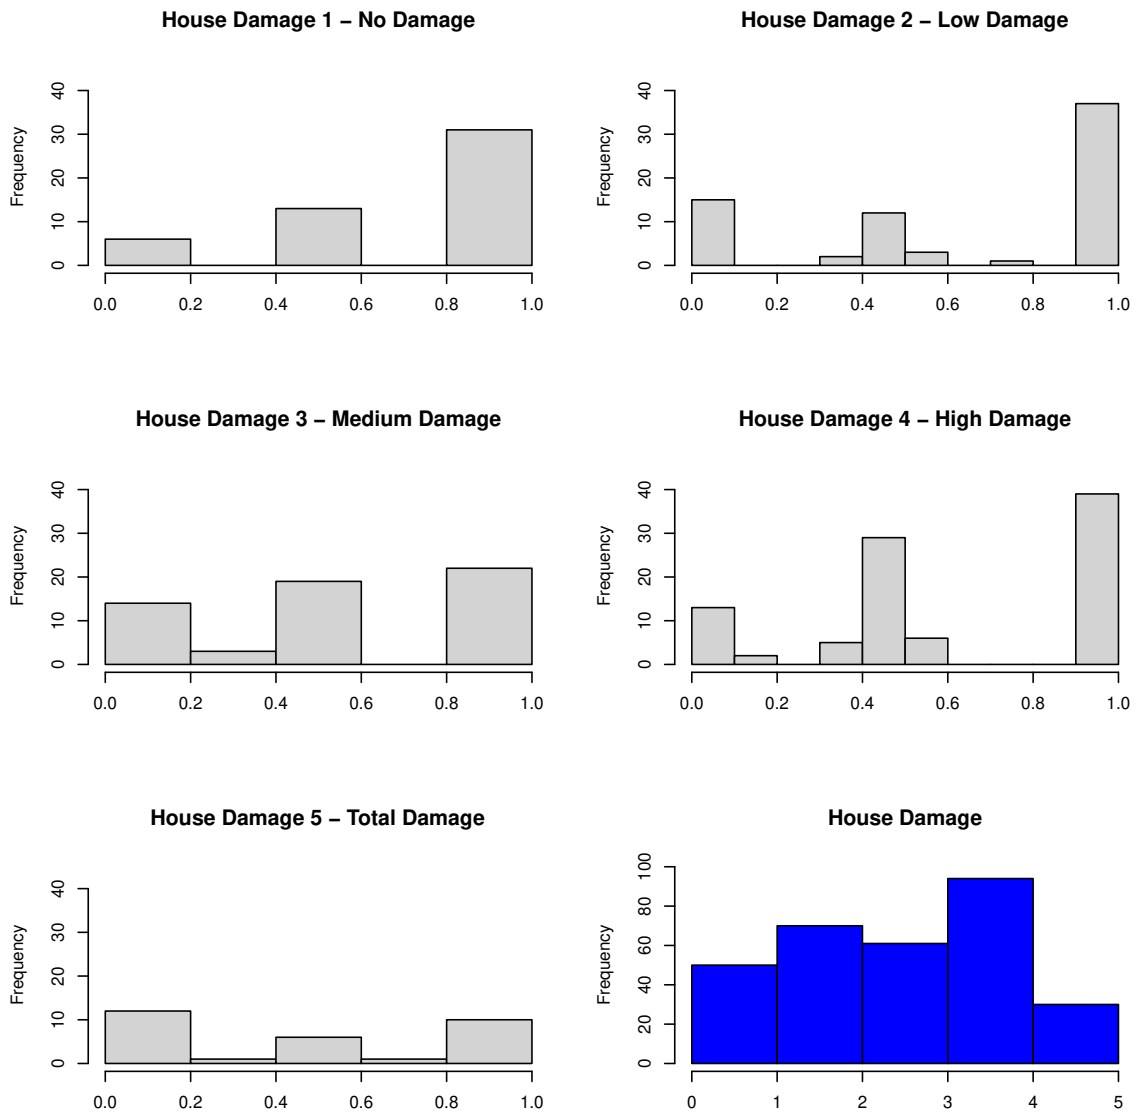 House Damage 1 – No Damage
Frequency
0 10 20 30 40
0.0 0.2 0.4 0.6 0.8 1.0
House Damage 2 – Low Damage
Frequency
0 10 20 30 40
0.0 0.2 0.4 0.6 0.8 1.0
House Damage 3 – Medium Damage
Frequency
0 10 20 30 40
0.0 0.2 0.4 0.6 0.8 1.0
House Damage 4 – High Damage
Frequency
0 10 20 30 40
0.0 0.2 0.4 0.6 0.8 1.0
House Damage 5 – Total Damage
Frequency
0 10 20 30 40
0.0 0.2 0.4 0.6 0.8 1.0
House Damage
Frequency
0 20 40 60 80 100
0 1 2 3 4 5